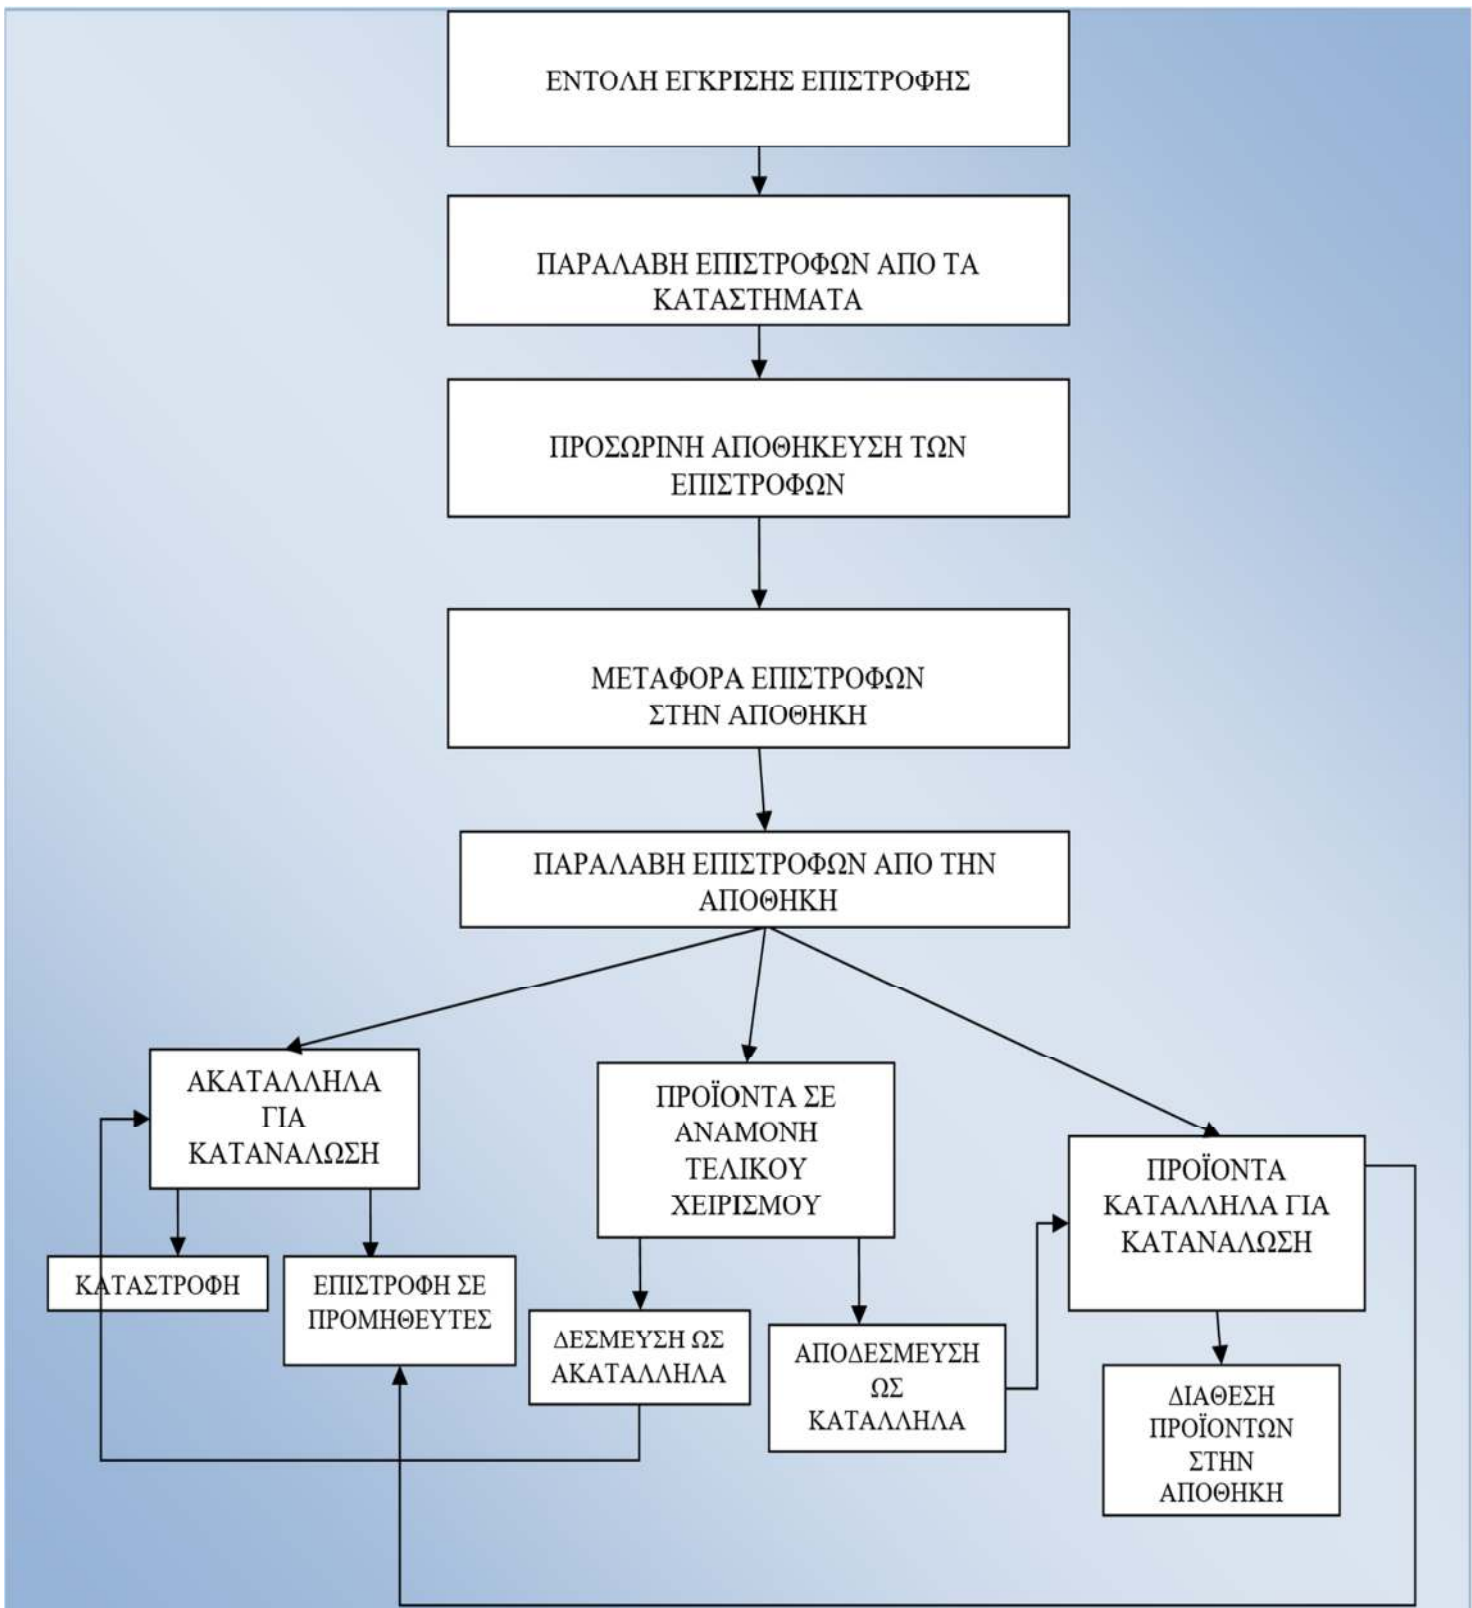 ΕΝΤΟΛΗ ΕΓΚΡΙΣΗΣ ΕΠΙΣΤΡΟΦΗΣ
ΠΑΡΑΛΑΒΗ ΕΠΙΣΤΡΟΦΩΝ ΑΠΟ ΤΑ
ΚΑΤΑΣΤΗΜΑΤΑ
ΠΡΟΣΩΡΙΝΗ ΑΠΟΘΗΚΕΥΣΗ ΤΩΝ
ΕΠΙΣΤΡΟΦΩΝ
ΜΕΤΑΦΟΡΑ ΕΠΙΣΤΡΟΦΩΝ
ΣΤΗΝ ΑΠΟΘΗΚΗ
ΠΑΡΑΛΑΒΗ ΕΠΙΣΤΡΟΦΩΝ ΑΠΟ ΤΗΝ
ΑΠΟΘΗΚΗ
ΑΚΑΤΑΛΛΗΛΑ
ΓΙΑ
ΚΑΤΑΝΑΛΩΣΗ
ΠΡΟΪΟΝΤΑ ΣΕ
ΑΝΑΜΟΝΗ
ΤΕΛΙΚΟΥ
ΧΕΙΡΙΣΜΟΥ
ΠΡΟΪΟΝΤΑ
ΚΑΤΑΛΛΗΛΑ ΓΙΑ
ΚΑΤΑΝΑΛΩΣΗ
ΚΑΤΑΣΤΡΟΦΗ
ΕΠΙΣΤΡΟΦΗ ΣΕ
ΠΡΟΜΗΘΕΥΤΕΣ
ΔΕΣΜΕΥΣΗ ΩΣ
ΑΚΑΤΑΛΛΗΛΑ
ΑΠΟΔΕΣΜΕΥΣΗ
ΩΣ
ΚΑΤΑΛΛΗΛΑ
ΔΙΑΘΕΣΗ
ΠΡΟΪΟΝΤΩΝ
ΣΤΗΝ
ΑΠΟΘΗΚΗ